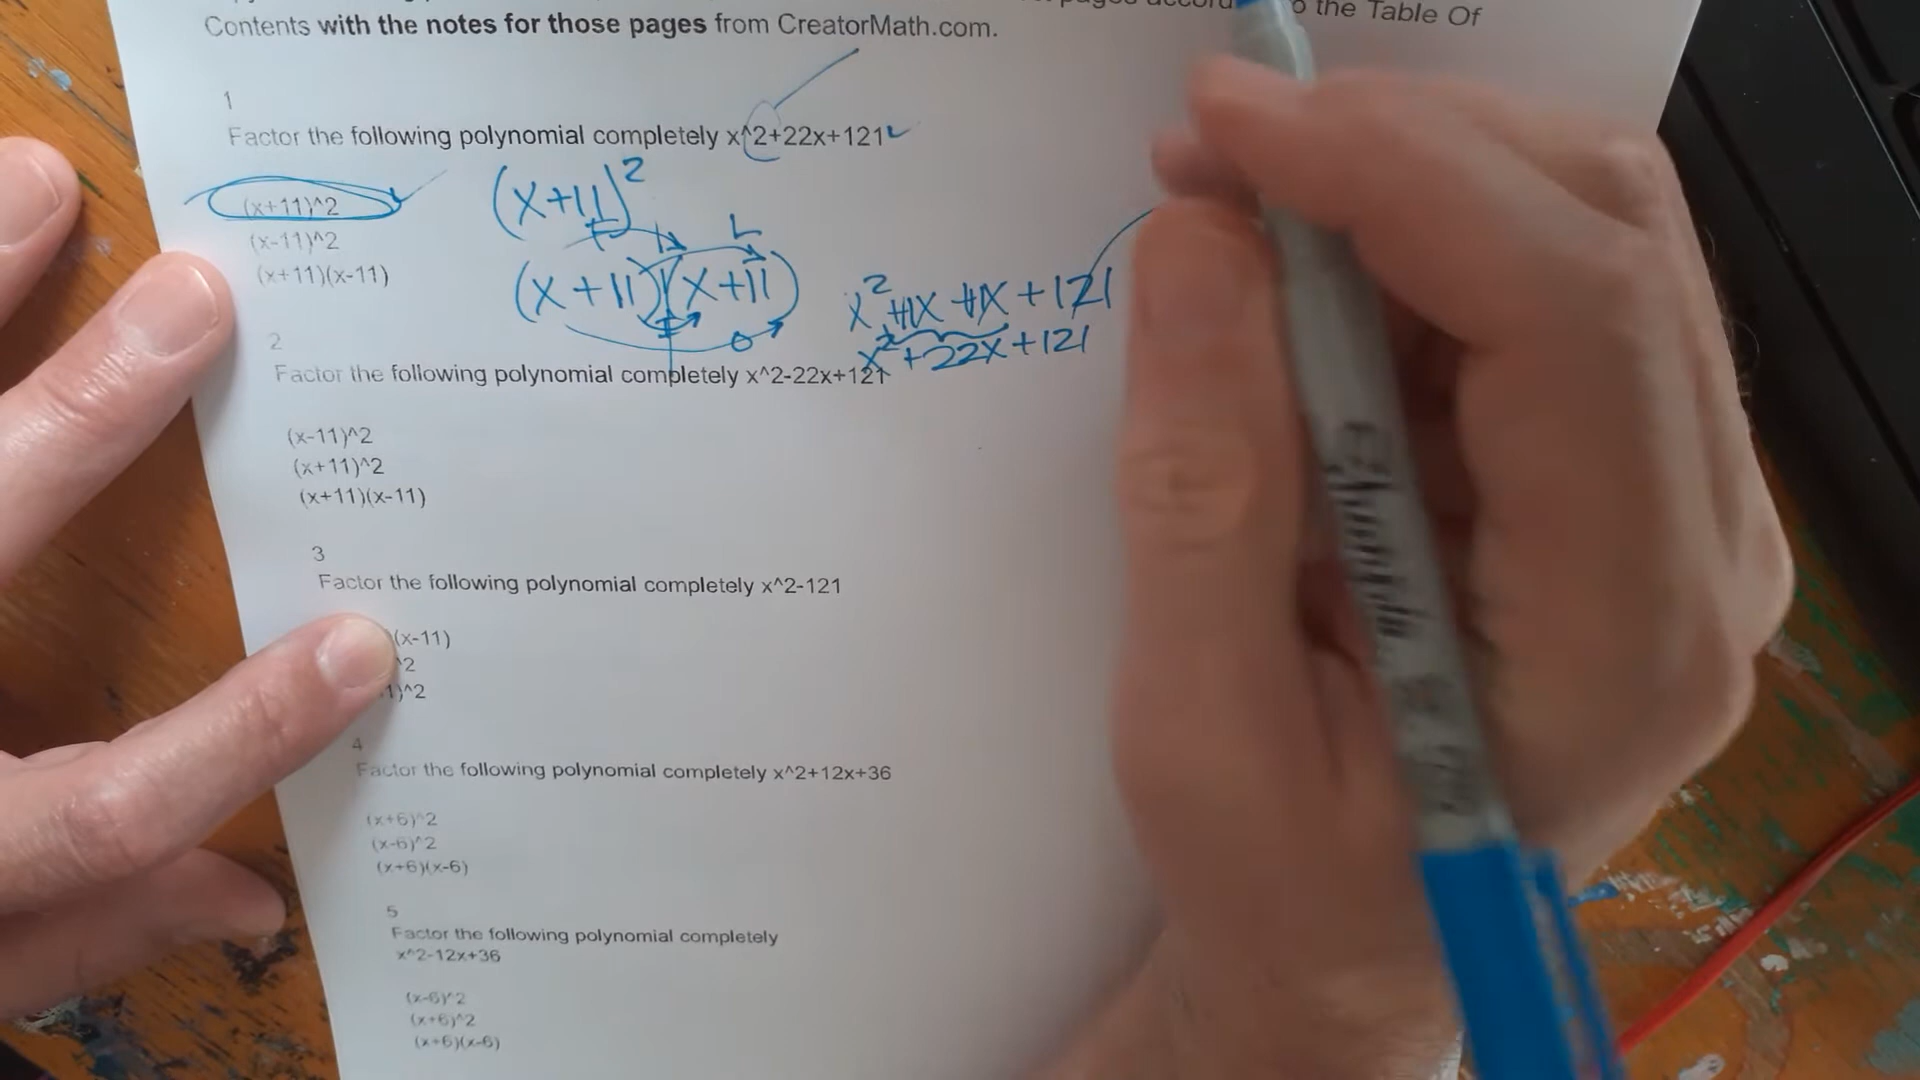 the Table Of
Contents with the notes for those pages from CreatorMath.com.
1
Factor the following polynomial completely x^2+22x+121
(x+11)^2
(x-11)^2
(x+11)(x-11)
(x+11)^2
F I L
(x+11)(x+11)
I O
x^2+11x+11x+121
x^2+22x+121
2
Factor the following polynomial completely x^2-22x+121
(x-11)^2
(x+11)^2
(x+11)(x-11)
3
Factor the following polynomial completely x^2-121
(x-11)
^2
1)^2
4
Factor the following polynomial completely x^2+12x+36
(x+6)^2
(x-6)^2
(x+6)(x-6)
5
Factor the following polynomial completely
x^2-12x+36
(x-6)^2
(x+6)^2
(x+6)(x-6)